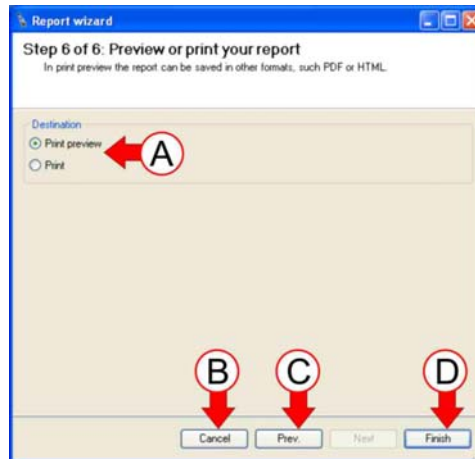 Report wizard
Step 6 of 6: Preview or print your report
In print preview the report can be saved in other formats, such PDF or HTML.
Destination
Print preview
A
Print
B
C
D
Cancel
Prev.
Next
Finish